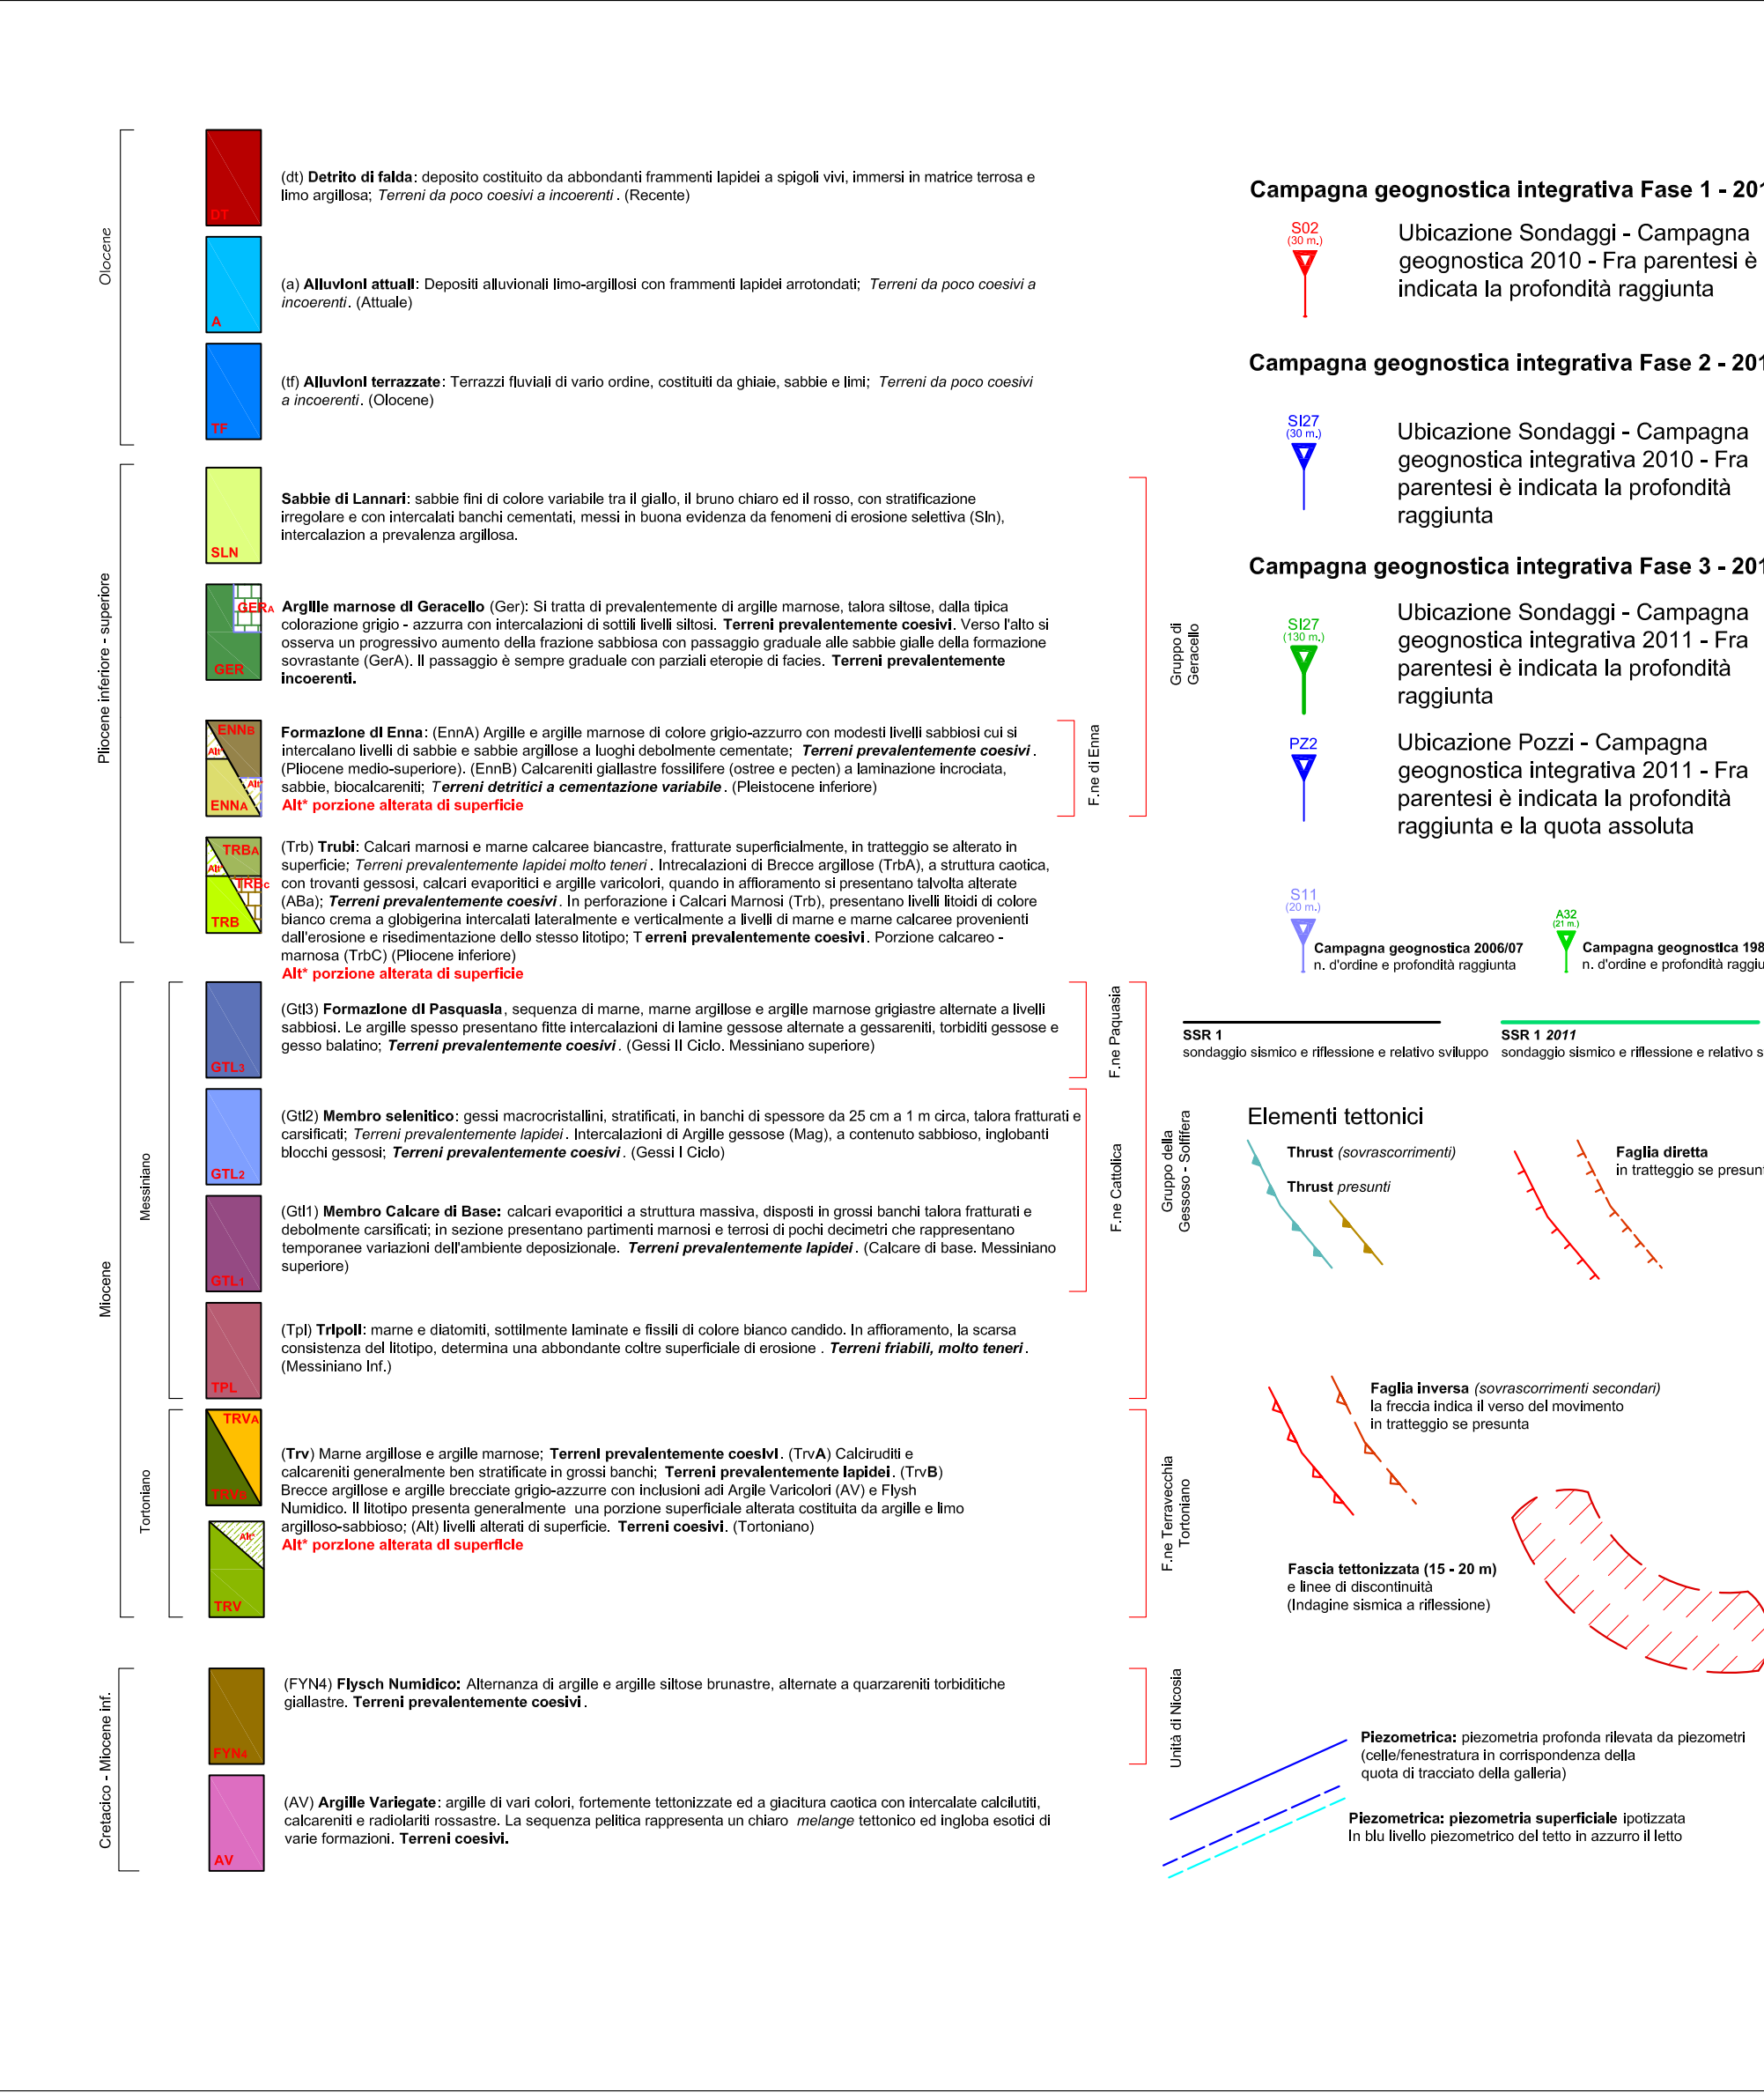 Olocene
DT
(dt) Detrito di falda: deposito costituito da abbondanti frammenti lapidei a spigoli vivi, immersi in matrice terrosa e
limo argillosa; Terreni da poco coesivi a incoerenti. (Recente)
A
(a) Alluvioni attuali: Depositi alluvionali limo-argillosi con frammenti lapidei arrotondati; Terreni da poco coesivi a
incoerenti. (Attuale)
TF
(tf) Alluvioni terrazzate: Terrazzi fluviali di vario ordine, costituiti da ghiaie, sabbie e limi; Terreni da poco coesivi
a incoerenti. (Olocene)
Pliocene inferiore - superiore
SLN
Sabbie di Lannari: sabbie fini di colore variabile tra il giallo, il bruno chiaro ed il rosso, con stratificazione
irregolare e con intercalati banchi cementati, messi in buona evidenza da fenomeni di erosione selettiva (Sln),
intercalazion a prevalenza argillosa.
GERA
GER
Argille marnose di Geracello (Ger): Si tratta di prevalentemente di argille marnose, talora siltose, dalla tipica
colorazione grigio - azzurra con intercalazioni di sottili livelli siltosi. Terreni prevalentemente coesivi. Verso l'alto si
osserva un progressivo aumento della frazione sabbiosa con passaggio graduale alle sabbie gialle della formazione
sovrastante (GerA). Il passaggio è sempre graduale con parziali eteropie di facies. Terreni prevalentemente
incoerenti.
Gruppo di
Geracello
ENNB
Alt*
Alt*
ENNA
Formazione di Enna: (EnnA) Argille e argille marnose di colore grigio-azzurro con modesti livelli sabbiosi cui si
intercalano livelli di sabbie e sabbie argillose a luoghi debolmente cementate; Terreni prevalentemente coesivi.
(Pliocene medio-superiore). (EnnB) Calcareniti giallastre fossilifere (ostree e pecten) a laminazione incrociata,
sabbie, biocalcareniti; Terreni detritici a cementazione variabile. (Pleistocene inferiore)
Alt* porzione alterata di superficie
F.ne di Enna
TRBA
Alt*
TRBC
TRB
(Trb) Trubi: Calcari marnosi e marne calcaree biancastre, fratturate superficialmente, in tratteggio se alterato in
superficie; Terreni prevalentemente lapidei molto teneri. Intrecalazioni di Brecce argillose (TrbA), a struttura caotica,
con trovanti gessosi, calcari evaporitici e argille varicolori, quando in affioramento si presentano talvolta alterate
(ABa); Terreni prevalentemente coesivi. In perforazione i Calcari Marnosi (Trb), presentano livelli litoidi di colore
bianco crema a globigerina intercalati lateralmente e verticalmente a livelli di marne e marne calcaree provenienti
dall'erosione e risedimentazione dello stesso litotipo; T erreni prevalentemente coesivi. Porzione calcareo -
marnosa (TrbC) (Pliocene inferiore)
Alt* porzione alterata di superficie
Miocene
Messiniano
GTL3
(Gtl3) Formazione di Pasquasia, sequenza di marne, marne argillose e argille marnose grigiastre alternate a livelli
sabbiosi. Le argille spesso presentano fitte intercalazioni di lamine gessose alternate a gessareniti, torbiditi gessose e
gesso balatino; Terreni prevalentemente coesivi. (Gessi II Ciclo. Messiniano superiore)
F.ne Paquasia
GTL2
(Gtl2) Membro selenitico: gessi macrocristallini, stratificati, in banchi di spessore da 25 cm a 1 m circa, talora fratturati e
carsificati; Terreni prevalentemente lapidei. Intercalazioni di Argille gessose (Mag), a contenuto sabbioso, inglobanti
blocchi gessosi; Terreni prevalentemente coesivi. (Gessi I Ciclo)
F.ne Cattolica
Gruppo della
Gessoso - Solfifera
GTL1
(Gtl1) Membro Calcare di Base: calcari evaporitici a struttura massiva, disposti in grossi banchi talora fratturati e
debolmente carsificati; in sezione presentano partimenti marnosi e terrosi di pochi decimetri che rappresentano
temporanee variazioni dell'ambiente deposizionale. Terreni prevalentemente lapidei. (Calcare di base. Messiniano
superiore)
TPL
(Tpl) Tripoli: marne e diatomiti, sottilmente laminate e fissili di colore bianco candido. In affioramento, la scarsa
consistenza del litotipo, determina una abbondante coltre superficiale di erosione . Terreni friabili, molto teneri.
(Messiniano Inf.)
Tortoniano
TRVA
TRVB
Alt*
TRV
(Trv) Marne argillose e argille marnose; Terreni prevalentemente coesivi. (TrvA) Calciruditi e
calcareniti generalmente ben stratificate in grossi banchi; Terreni prevalentemente lapidei. (TrvB)
Brecce argillose e argille brecciate grigio-azzurre con inclusioni adi Argile Varicolori (AV) e Flysh
Numidico. Il litotipo presenta generalmente una porzione superficiale alterata costituita da argille e limo
argilloso-sabbioso; (Alt) livelli alterati di superficie. Terreni coesivi. (Tortoniano)
Alt* porzione alterata di superficie
F.ne Terravecchia
Tortoniano
Cretacico - Miocene inf.
FYN4
(FYN4) Flysch Numidico: Alternanza di argille e argille siltose brunastre, alternate a quarzareniti torbiditiche
giallastre. Terreni prevalentemente coesivi.
Unità di Nicosia
AV
(AV) Argille Variegate: argille di vari colori, fortemente tettonizzate ed a giacitura caotica con intercalate calcilutiti,
calcareniti e radiolariti rossastre. La sequenza pelitica rappresenta un chiaro melange tettonico ed ingloba esotici di
varie formazioni. Terreni coesivi.
Campagna geognostica integrativa Fase 1 - 201
S02
(30 m.)
Ubicazione Sondaggi - Campagna
geognostica 2010 - Fra parentesi è
indicata la profondità raggiunta
Campagna geognostica integrativa Fase 2 - 201
SI27
(30 m.)
Ubicazione Sondaggi - Campagna
geognostica integrativa 2010 - Fra
parentesi è indicata la profondità
raggiunta
Campagna geognostica integrativa Fase 3 - 201
SI27
(130 m.)
Ubicazione Sondaggi - Campagna
geognostica integrativa 2011 - Fra
parentesi è indicata la profondità
raggiunta
PZ2
Ubicazione Pozzi - Campagna
geognostica integrativa 2011 - Fra
parentesi è indicata la profondità
raggiunta e la quota assoluta
S11
(20 m.)
Campagna geognostica 2006/07
n. d'ordine e profondità raggiunta
A32
(21 m.)
Campagna geognostica 198
n. d'ordine e profondità raggiu
SSR 1
sondaggio sismico e riflessione e relativo sviluppo
SSR 1 2011
sondaggio sismico e riflessione e relativo s
Elementi tettonici
Thrust (sovrascorrimenti)
Thrust presunti
Faglia diretta
in tratteggio se presun
Faglia inversa (sovrascorrimenti secondari)
la freccia indica il verso del movimento
in tratteggio se presunta
Fascia tettonizzata (15 - 20 m)
e linee di discontinuità
(Indagine sismica a riflessione)
Piezometrica: piezometria profonda rilevata da piezometri
(celle/fenestratura in corrispondenza della
quota di tracciato della galleria)
Piezometrica: piezometria superficiale ipotizzata
In blu livello piezometrico del tetto in azzurro il letto